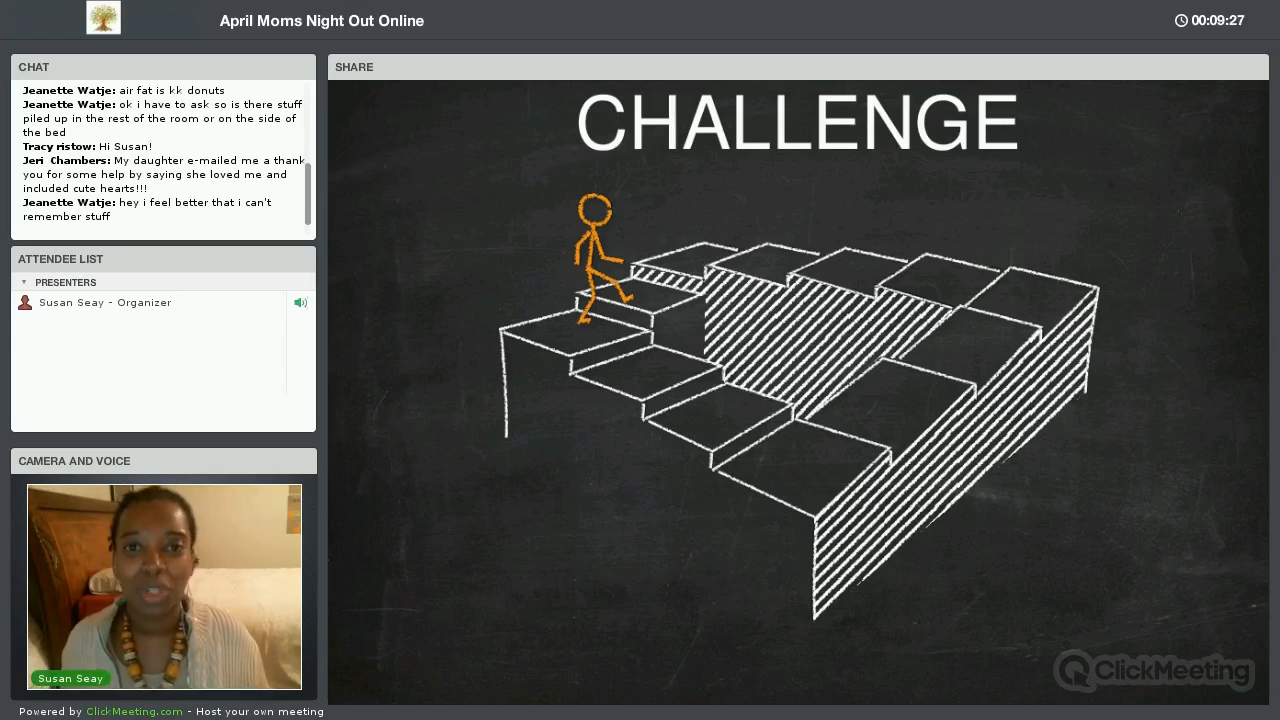 April Moms Night Out Online
00:09:27
CHAT
Jeanette Watje: air fat is kk donuts
Jeanette Watje: ok i have to ask so is there stuff
piled up in the rest of the room or on the side of
the bed
Tracy ristow: Hi Susan!
Jeri Chambers: My daughter e-mailed me a thank
you for some help by saying she loved me and
included cute hearts!!!
Jeanette Watje: hey i feel better that i can't
remember stuff
ATTENDEE LIST
PRESENTERS
Susan Seay - Organizer
CAMERA AND VOICE
Susan Seay
Powered by ClickMeeting.com - Host your own meeting
SHARE
CHALLENGE
ClickMeeting